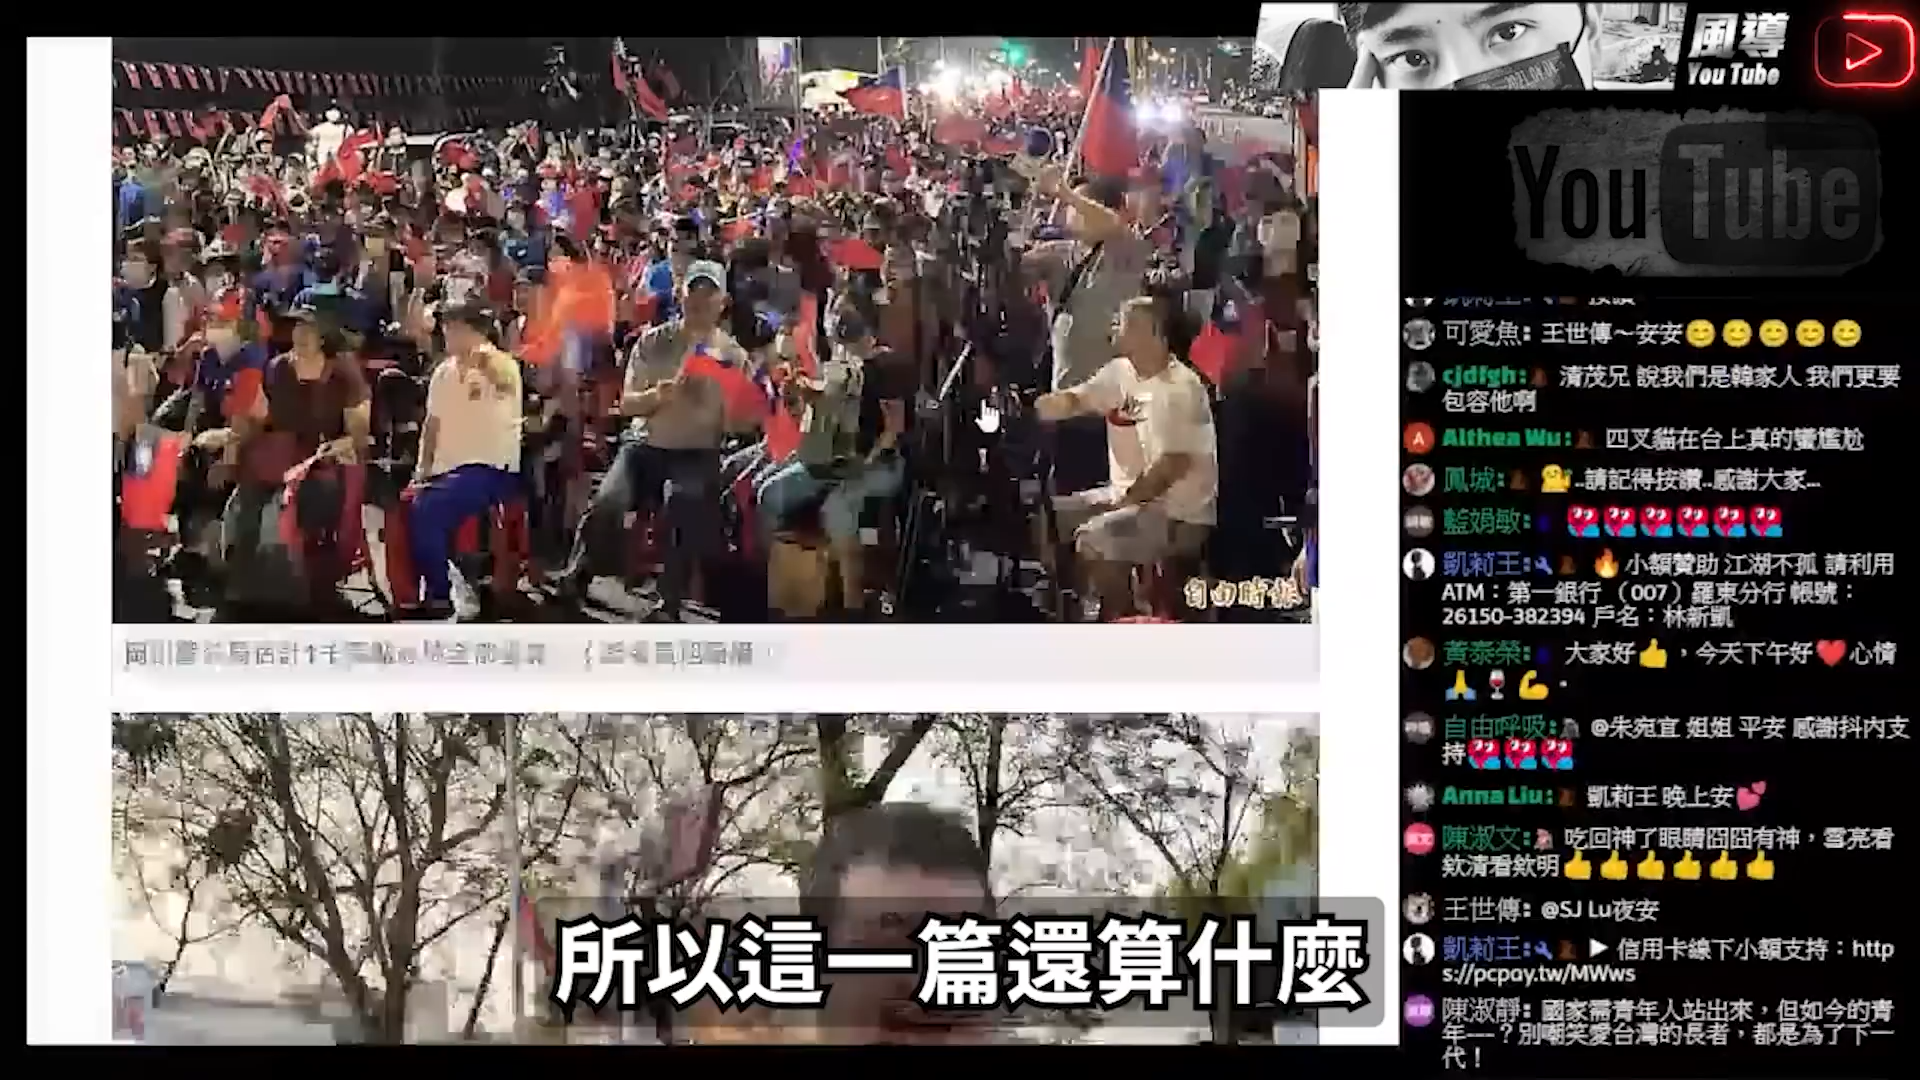 風導
You Tube
YouTube
可愛魚: 王世傳～安安😊😊😊😊😊
cjdfgh: 清茂兄 說我們是韓家人 我們更要
包容他啊
Althea Wu: 四叉貓在台上真的蠻尷尬
鳳城: ..請記得按讚..感謝大家...
藍娟敏:
凱莉王: 🔥小額贊助 江湖不孤 請利用
ATM：第一銀行 （007）羅東分行 帳號：
26150-382394 戶名：林新凱
黃泰榮: 大家好👍，今天下午好❤️心情
🙏🍷💪。
自由呼吸: @朱宛宜 姐姐 平安 感謝抖內支
持
Anna Liu: 凱莉王 晚上安💕
陳淑文: 吃回神了眼睛囧囧有神，雪亮看
欸清看欸明👍👍👍👍👍👍
王世傳: @SJ Lu夜安
凱莉王: ▶ 信用卡線下小額支持：http
s://pcpay.tw/MWws
陳淑靜: 國家需青年人站出來，但如今的青
年----？別嘲笑愛台灣的長者，都是為了下一
代！
自由時報
所以這一篇還算什麼